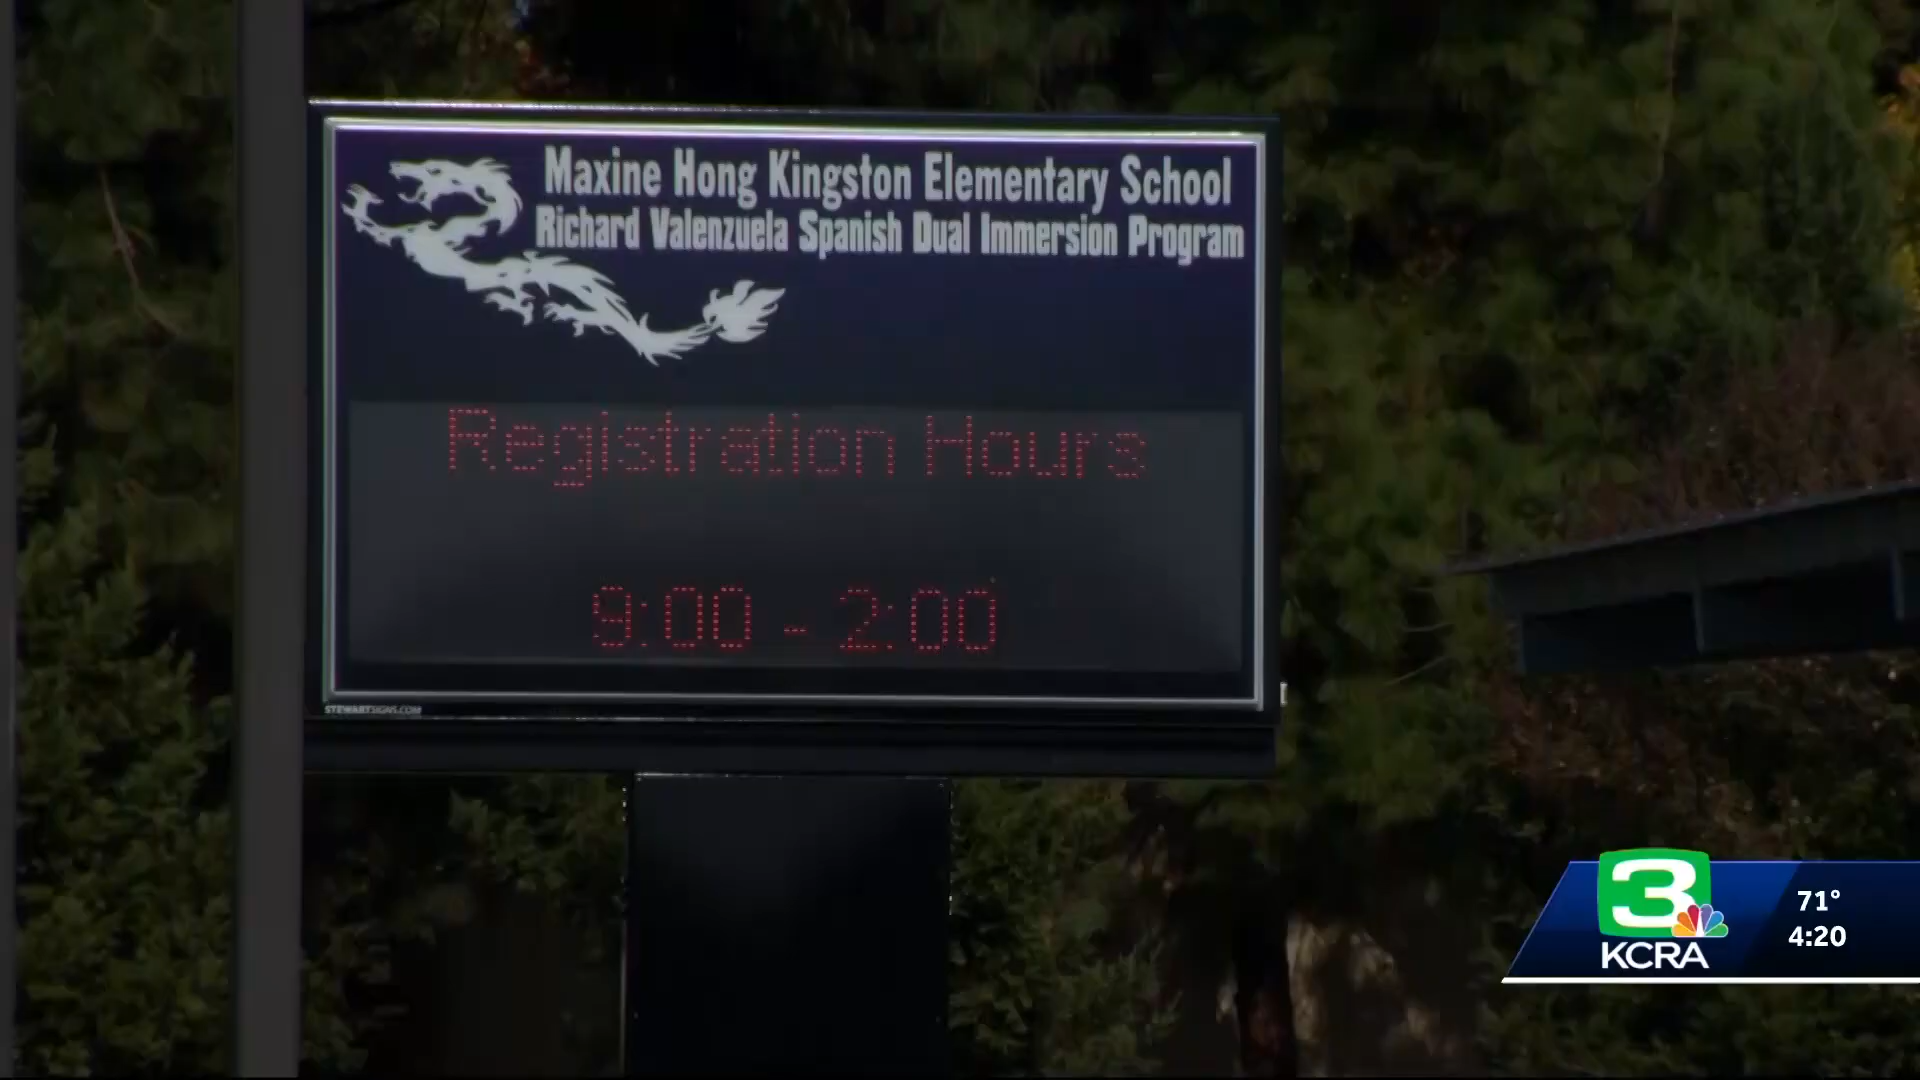 Maxine Hong Kingston Elementary School
Richard Valenzuela Spanish Dual Immersion Program
Registration Hours
9:00 - 2:00
STEWARTSIGNS.COM
3
KCRA
71°
4:20